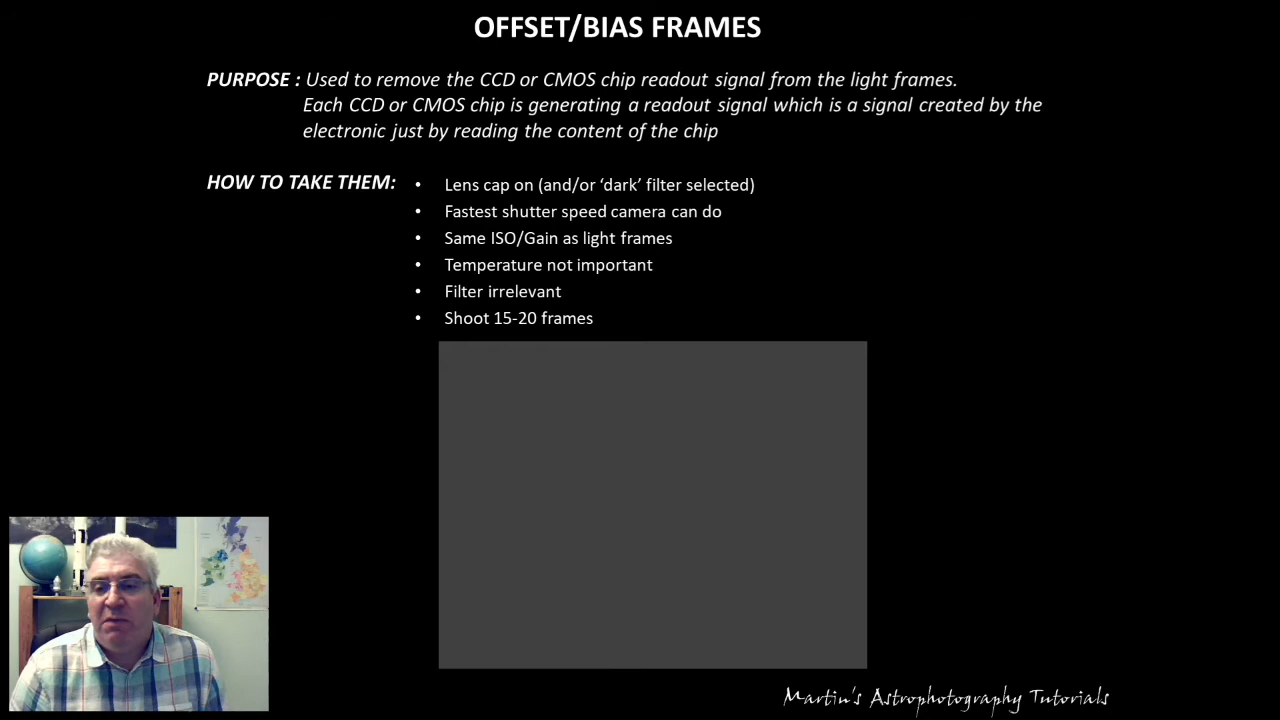 OFFSET/BIAS FRAMES
PURPOSE : Used to remove the CCD or CMOS chip readout signal from the light frames.
Each CCD or CMOS chip is generating a readout signal which is a signal created by the
electronic just by reading the content of the chip
HOW TO TAKE THEM:
• Lens cap on (and/or ‘dark’ filter selected)
• Fastest shutter speed camera can do
• Same ISO/Gain as light frames
• Temperature not important
• Filter irrelevant
• Shoot 15-20 frames
Martin's Astrophotography Tutorials